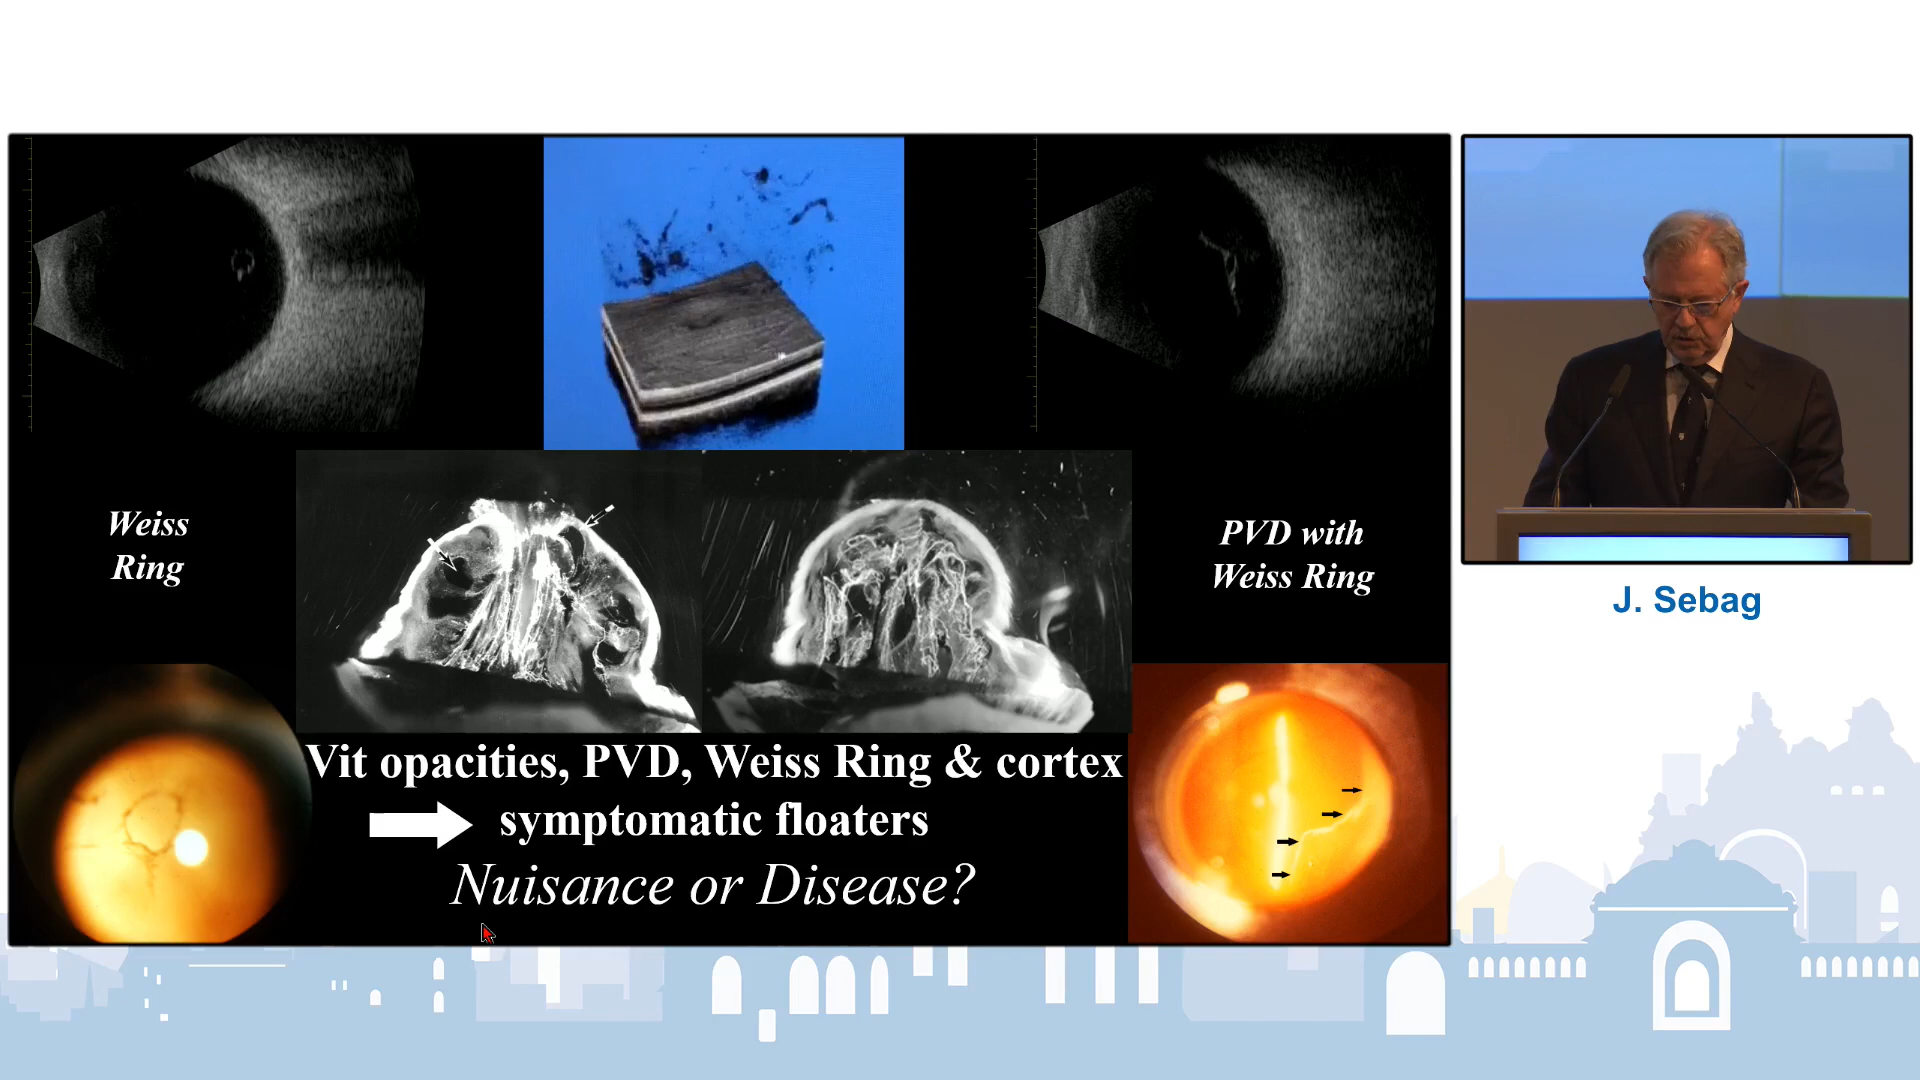 Weiss
Ring
PVD with
Weiss Ring
Vit opacities, PVD, Weiss Ring & cortex
symptomatic floaters
Nuisance or Disease?
J. Sebag